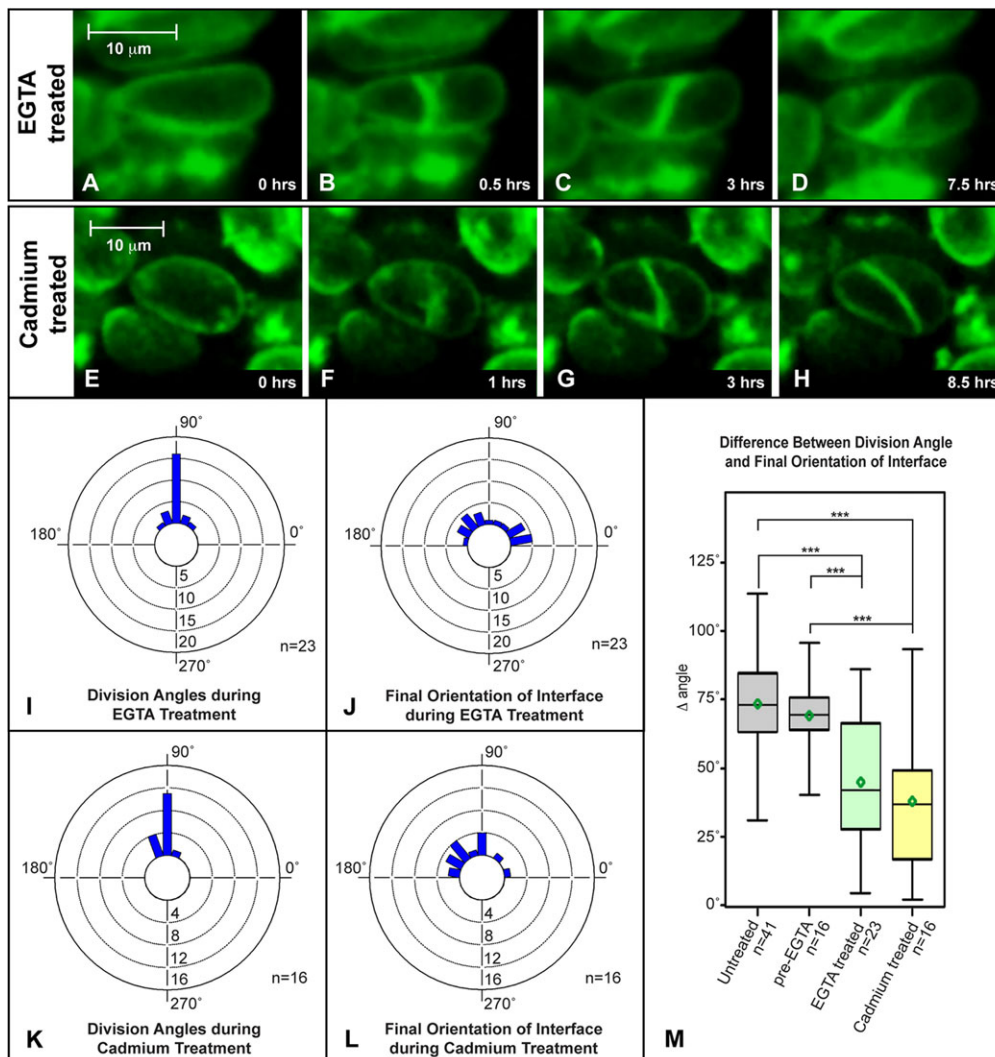 EGTA
treated
10 μm
A
0 hrs
B
0.5 hrs
C
3 hrs
D
7.5 hrs
Cadmium
treated
10 μm
E
0 hrs
F
1 hrs
G
3 hrs
H
8.5 hrs
90˚
180˚
0˚
5
10
15
20
270˚
n=23
I
Division Angles during
EGTA Treatment
90˚
180˚
0˚
5
10
15
20
270˚
n=23
J
Final Orientation of Interface
during EGTA Treatment
90˚
180˚
0˚
4
8
12
16
270˚
n=16
K
Division Angles during
Cadmium Treatment
90˚
180˚
0˚
4
8
12
16
270˚
n=16
L
Final Orientation of Interface
during Cadmium Treatment
Difference Between Division Angle
and Final Orientation of Interface
***
***
***
***
125˚
100˚
75˚
50˚
25˚
0˚
Δ angle
Untreated
n=41
pre-EGTA
n=16
EGTA treated
n=23
Cadmium treated
n=16
M